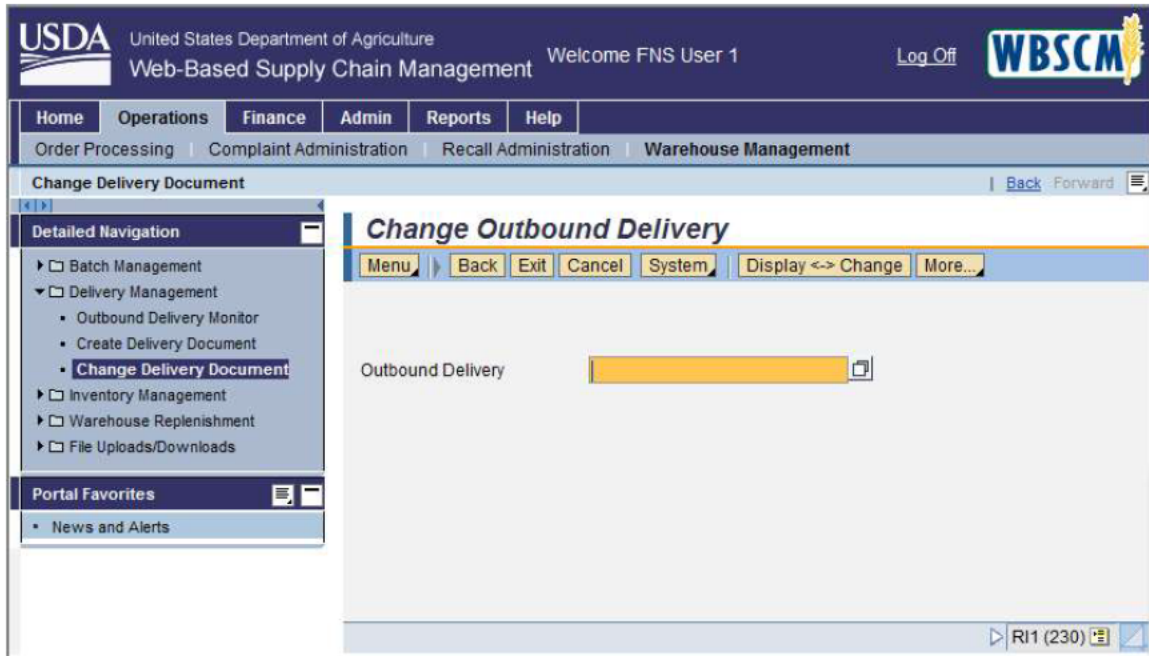 USDA United States Department of Agriculture
Web-Based Supply Chain Management
Welcome FNS User 1
Log Off
WBSCM
Home Operations Finance Admin Reports Help
Order Processing Complaint Administration Recall Administration Warehouse Management
Change Delivery Document
Back Forward
Detailed Navigation
Batch Management
Delivery Management
Outbound Delivery Monitor
Create Delivery Document
Change Delivery Document
Inventory Management
Warehouse Replenishment
File Uploads/Downloads
Portal Favorites
News and Alerts
Change Outbound Delivery
Menu Back Exit Cancel System Display <-> Change More...
Outbound Delivery
RI1 (230)